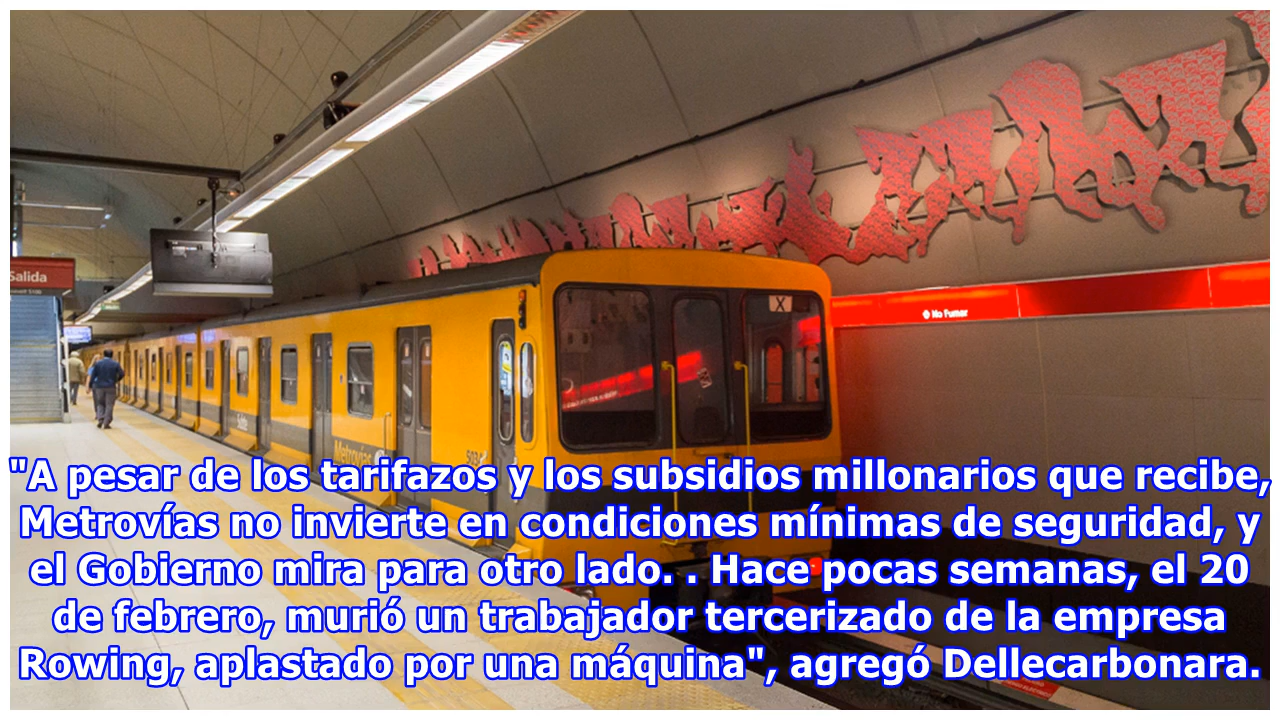 Salida
No Fumar
X
Subte
Metrovías
"A pesar de los tarifazos y los subsidios millonarios que recibe,
Metrovías no invierte en condiciones mínimas de seguridad, y
el Gobierno mira para otro lado. . Hace pocas semanas, el 20
de febrero, murió un trabajador tercerizado de la empresa
Rowing, aplastado por una máquina", agregó Dellecarbonara.